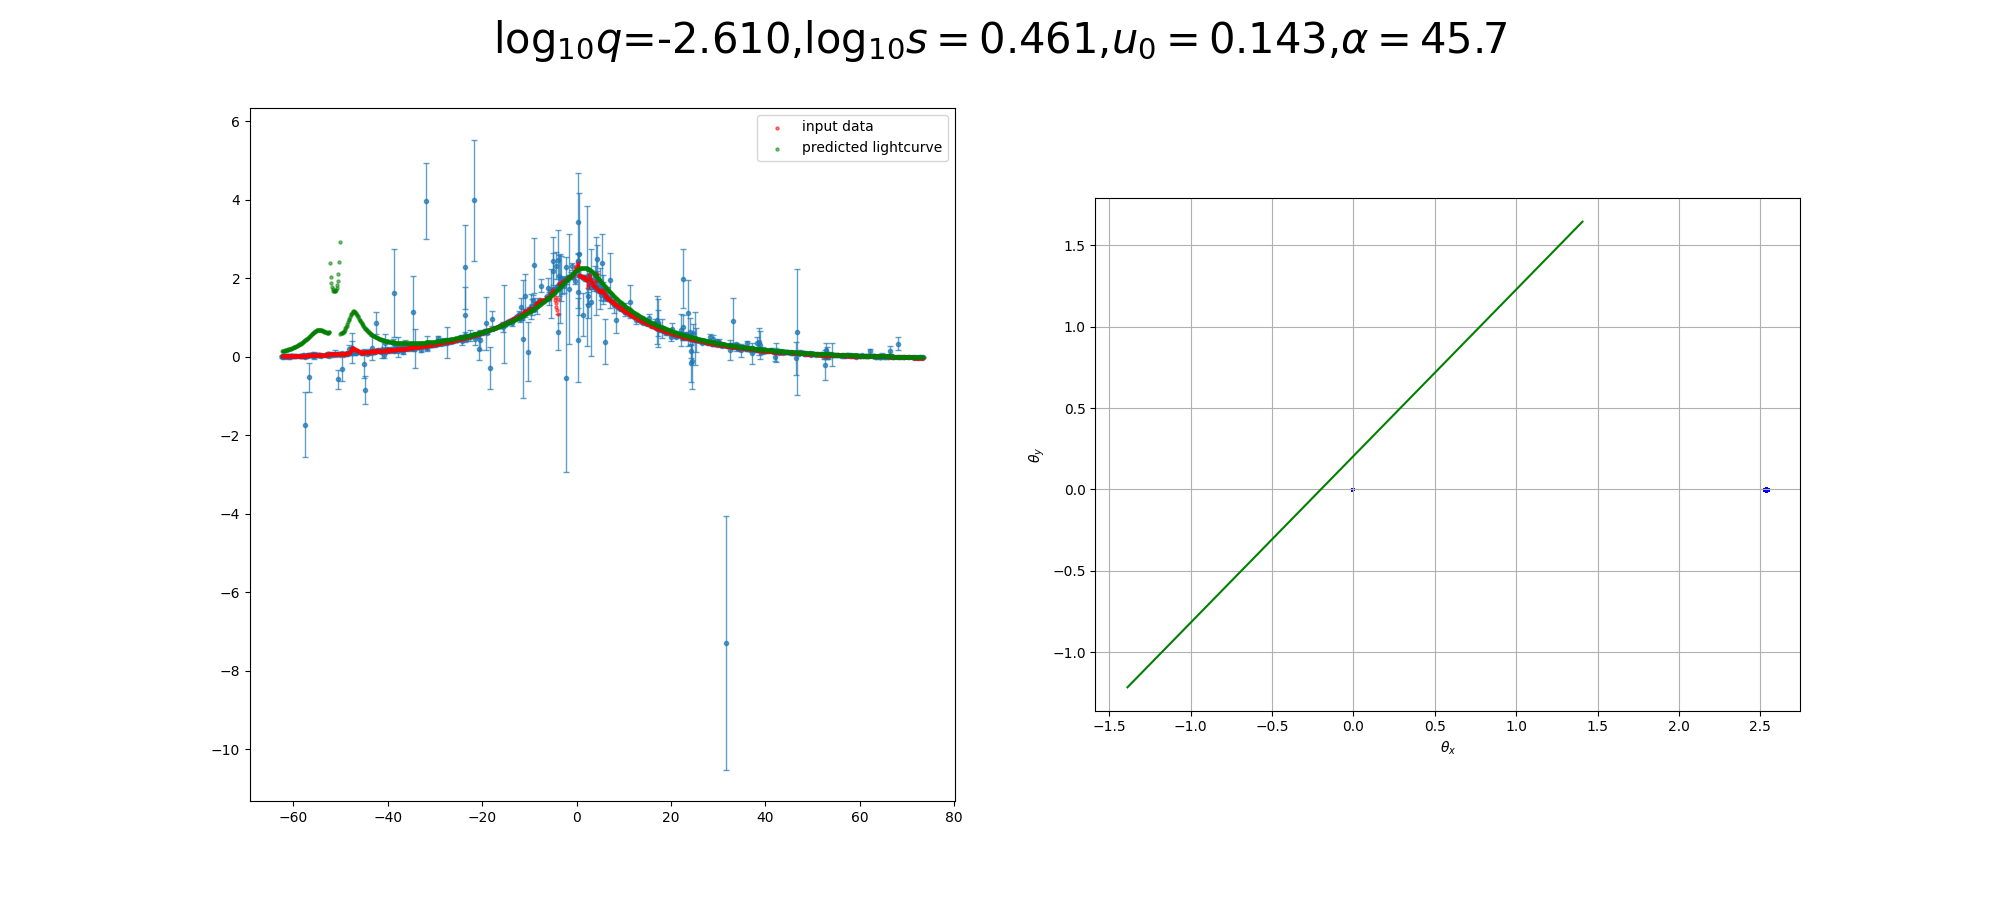 log₁₀q=-2.610,log₁₀s = 0.461,u₀ = 0.143,α = 45.7
input data
predicted lightcurve
6
4
2
0
−2
−4
−6
−8
−10
−60 −40 −20 0 20 40 60 80
θy
1.5
1.0
0.5
0.0
−0.5
−1.0
−1.5 −1.0 −0.5 0.0 0.5 1.0 1.5 2.0 2.5
θx